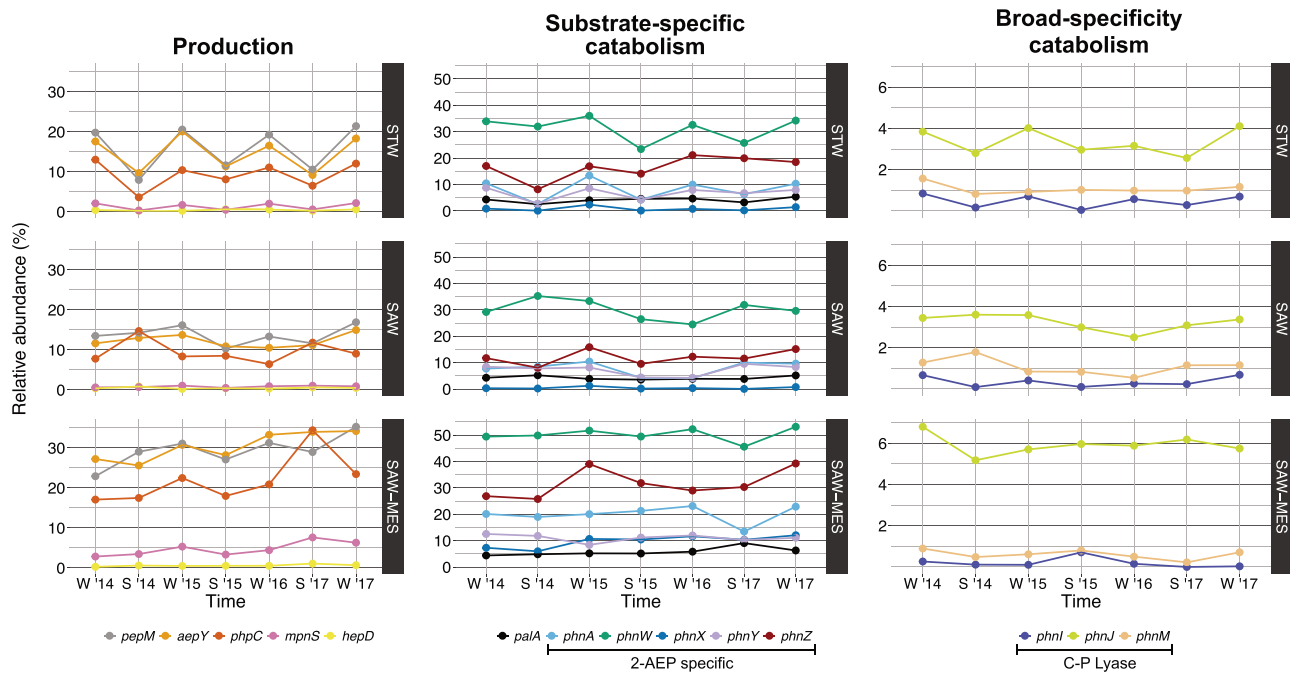 Production
Substrate-specific
catabolism
Broad-specificity
catabolism
Relative abundance (%)
30
20
10
0
STW
50
40
30
20
10
0
STW
6
4
2
STW
30
20
10
0
SAW
50
40
30
20
10
0
SAW
6
4
2
SAW
30
20
10
0
SAW–MES
50
40
30
20
10
0
SAW–MES
6
4
2
SAW–MES
W '14 S '14 W '15 S '15 W '16 S '17 W '17
Time
W '14 S '14 W '15 S '15 W '16 S '17 W '17
Time
W '14 S '14 W '15 S '15 W '16 S '17 W '17
Time
pepM aepY phpC mpnS hepD
palA phnA phnW phnX phnY phnZ
2-AEP specific
phnI phnJ phnM
C-P Lyase